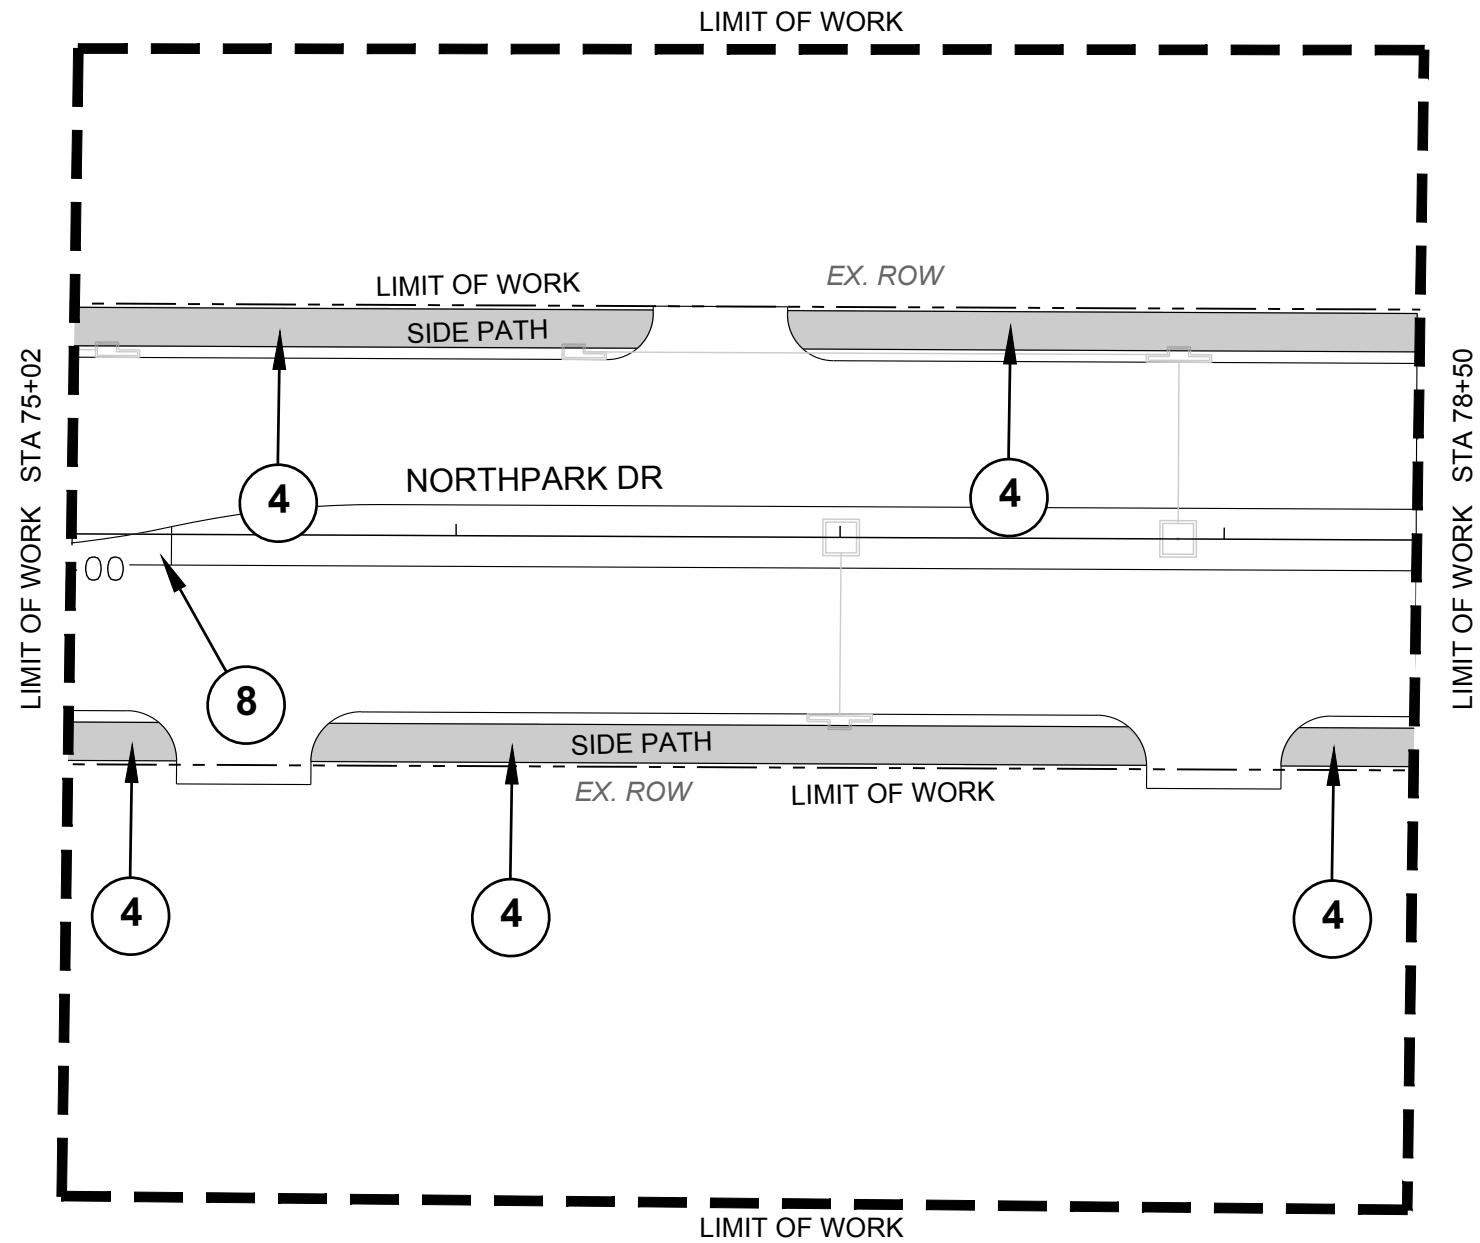 LIMIT OF WORK
LIMIT OF WORK
EX. ROW
SIDE PATH
LIMIT OF WORK STA 75+02
LIMIT OF WORK STA 78+50
NORTHPARK DR
4
4
00
8
SIDE PATH
EX. ROW
LIMIT OF WORK
4
4
4
LIMIT OF WORK